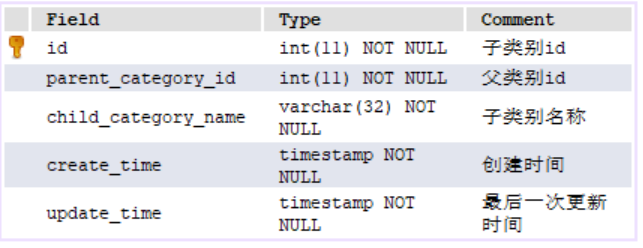 Field Type Comment
id int(11) NOT NULL 子类别id
parent_category_id int(11) NOT NULL 父类别id
child_category_name varchar(32) NOT NULL 子类别名称
create_time timestamp NOT NULL 创建时间
update_time timestamp NOT NULL 最后一次更新时间